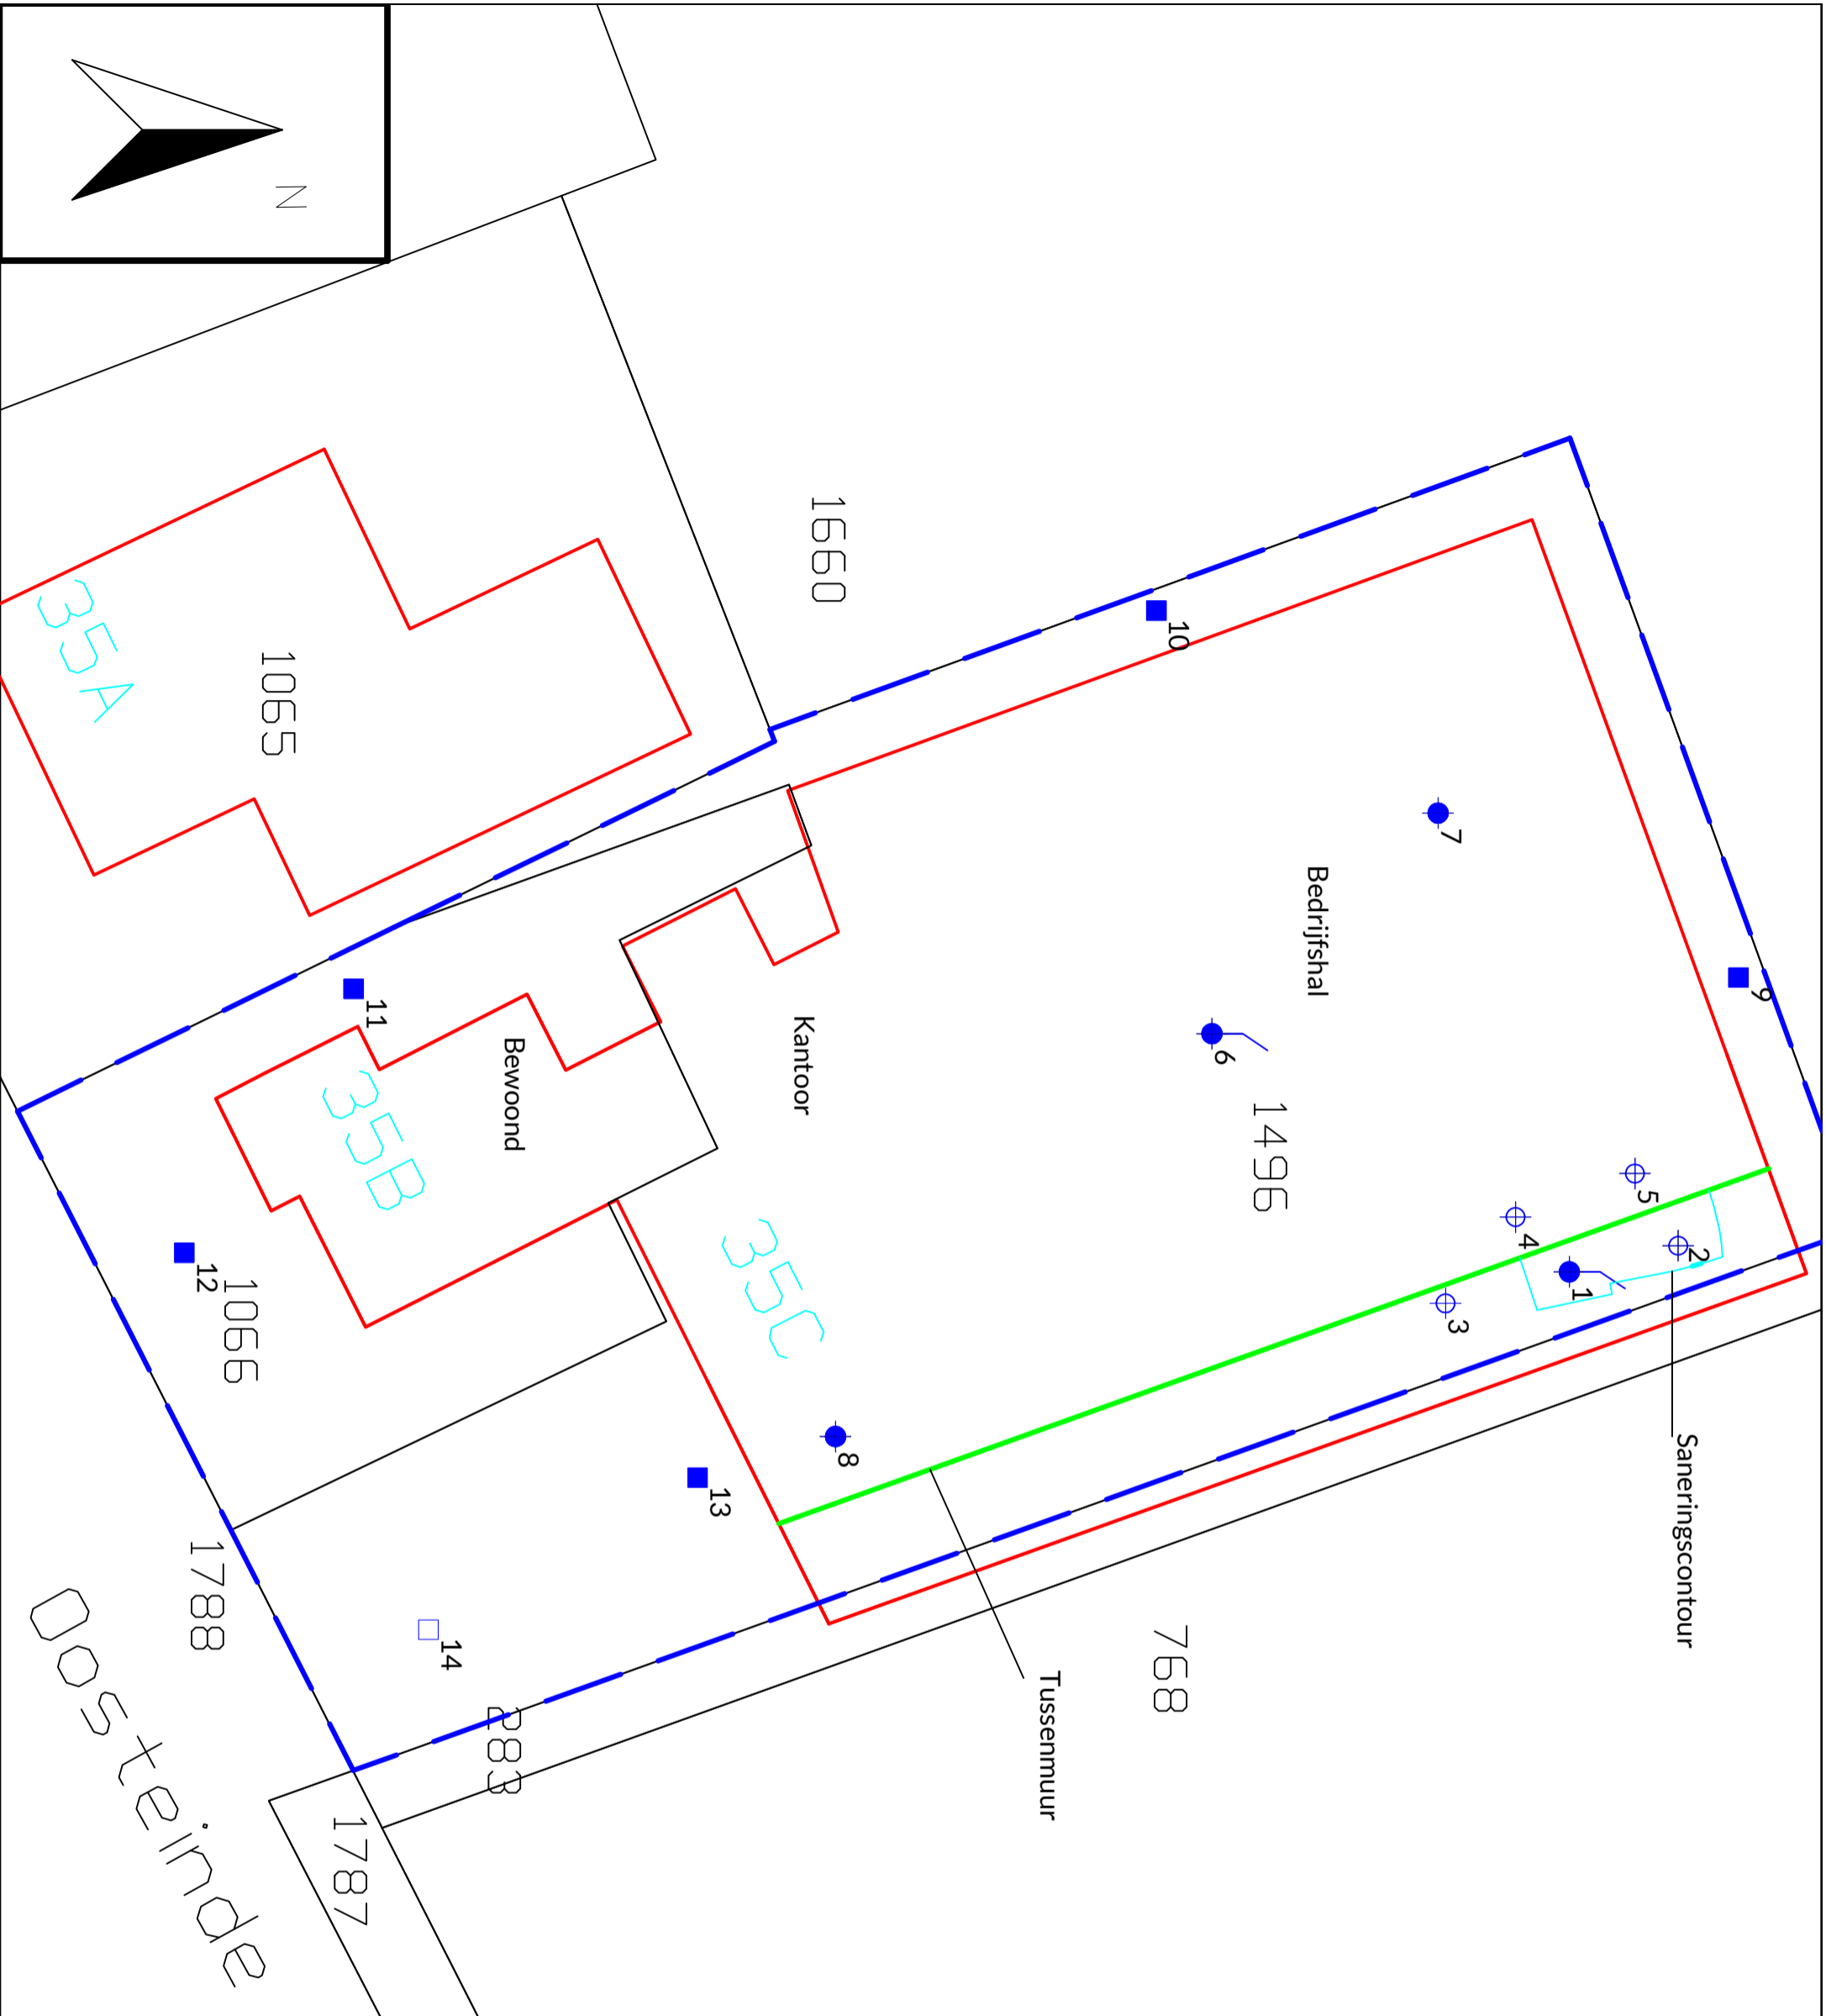 N
1660
10
9
7
Bedrijfshal
35A
1065
6
1496
5
4
2
1
3
11
Bewoond
Kantoor
35B
35C
12
1066
8
13
Saneringscontour
14
1788
283
768
Tussenmuur
1787
Oosteinde